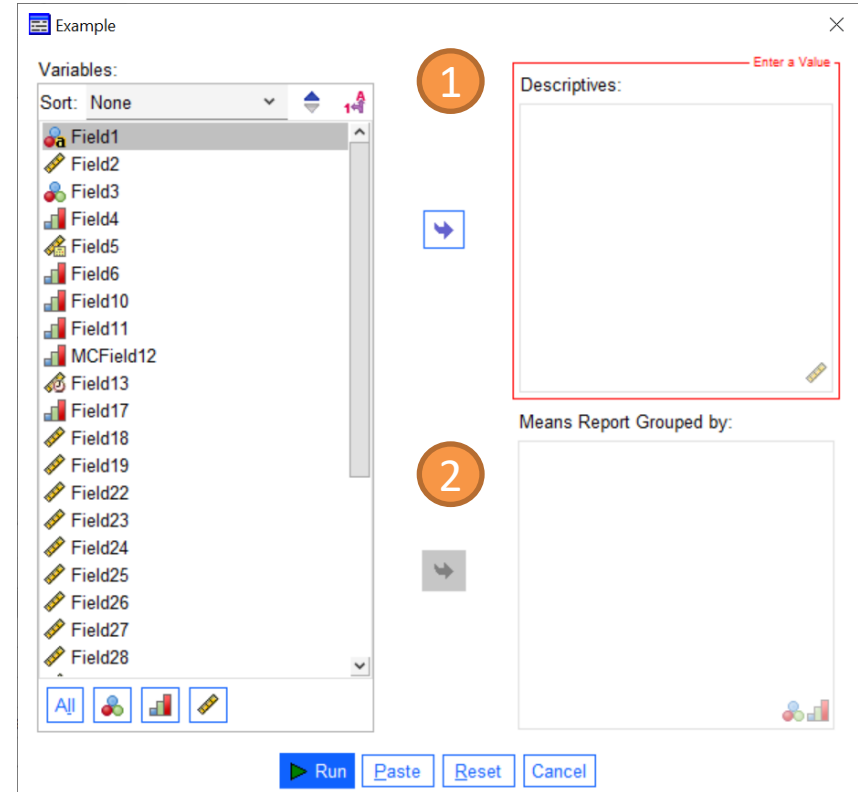 Example
Variables:
Sort: None
Field1
Field2
Field3
Field4
Field5
Field6
Field10
Field11
MCField12
Field13
Field17
Field18
Field19
Field22
Field23
Field24
Field25
Field26
Field27
Field28
All
1
Enter a Value
Descriptives:
2
Means Report Grouped by:
Run Paste Reset Cancel